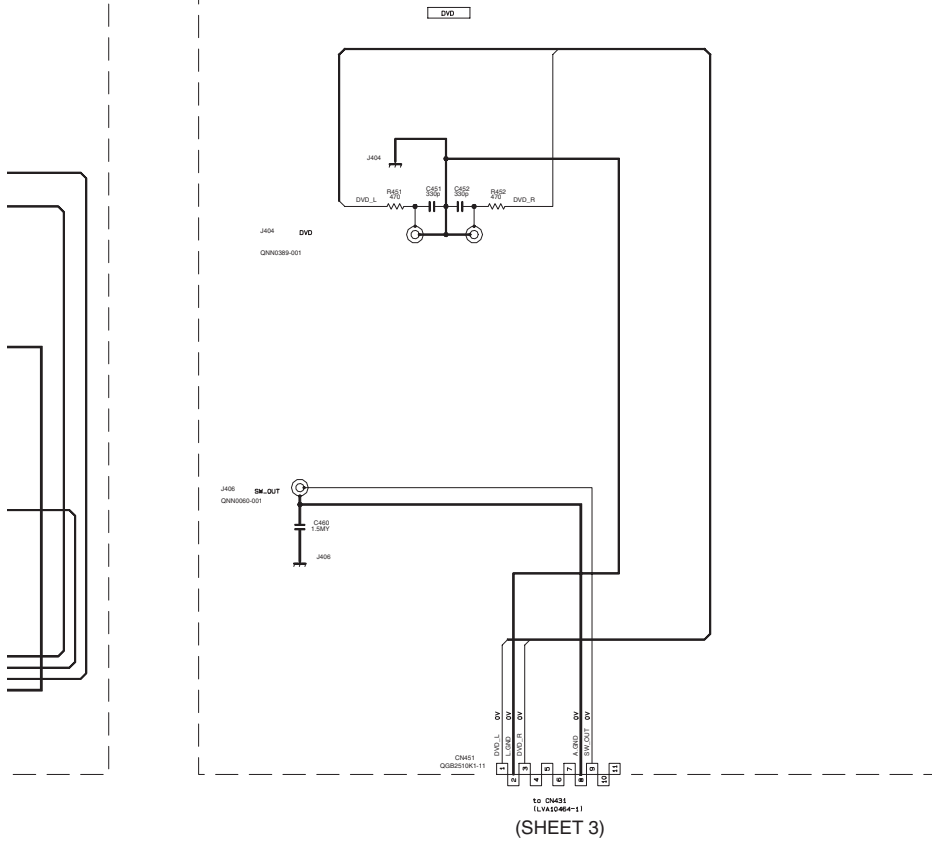 DVD
J404
DVD_L
R451
470
C451
330p
C452
330p
R452
470
DVD_R
J404 DVD
QNN0389-001
J406 SW_OUT
QNN0060-001
C460
1.5MY
J406
0V 0V 0V 0V 0V
DVD_L L.GND DVD_R A.GND SW_OUT
CN451
QGB2510K1-11
1 2 3 4 5 6 7 8 9 10 11
to CN431
(LVA10464-1)
(SHEET 3)